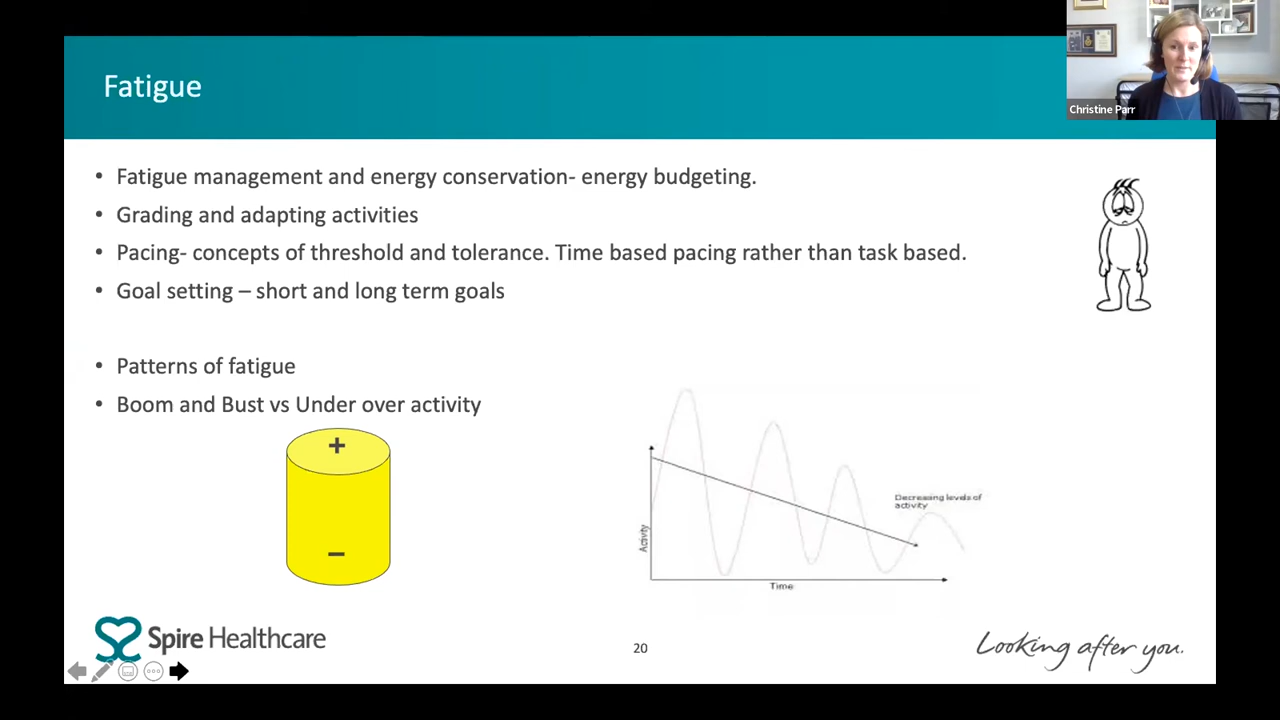 Fatigue
Christine Parr
• Fatigue management and energy conservation- energy budgeting.
• Grading and adapting activities
• Pacing- concepts of threshold and tolerance. Time based pacing rather than task based.
• Goal setting – short and long term goals
• Patterns of fatigue
• Boom and Bust vs Under over activity
+
–
Decreasing levels of
activity
Activity
Time
Spire Healthcare
20
Looking after you.